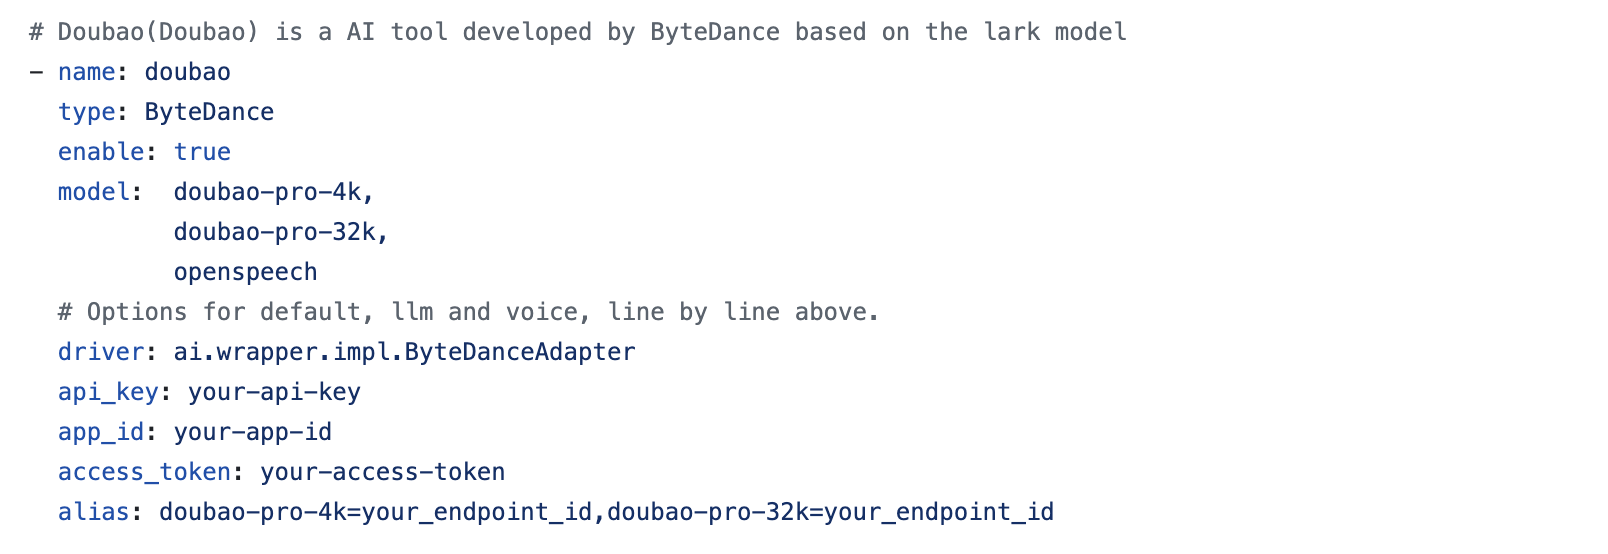 # Doubao(Doubao) is a AI tool developed by ByteDance based on the lark model
- name: doubao
  type: ByteDance
  enable: true
  model:  doubao-pro-4k,
          doubao-pro-32k,
          openspeech
  # Options for default, llm and voice, line by line above.
  driver: ai.wrapper.impl.ByteDanceAdapter
  api_key: your-api-key
  app_id: your-app-id
  access_token: your-access-token
  alias: doubao-pro-4k=your_endpoint_id,doubao-pro-32k=your_endpoint_id